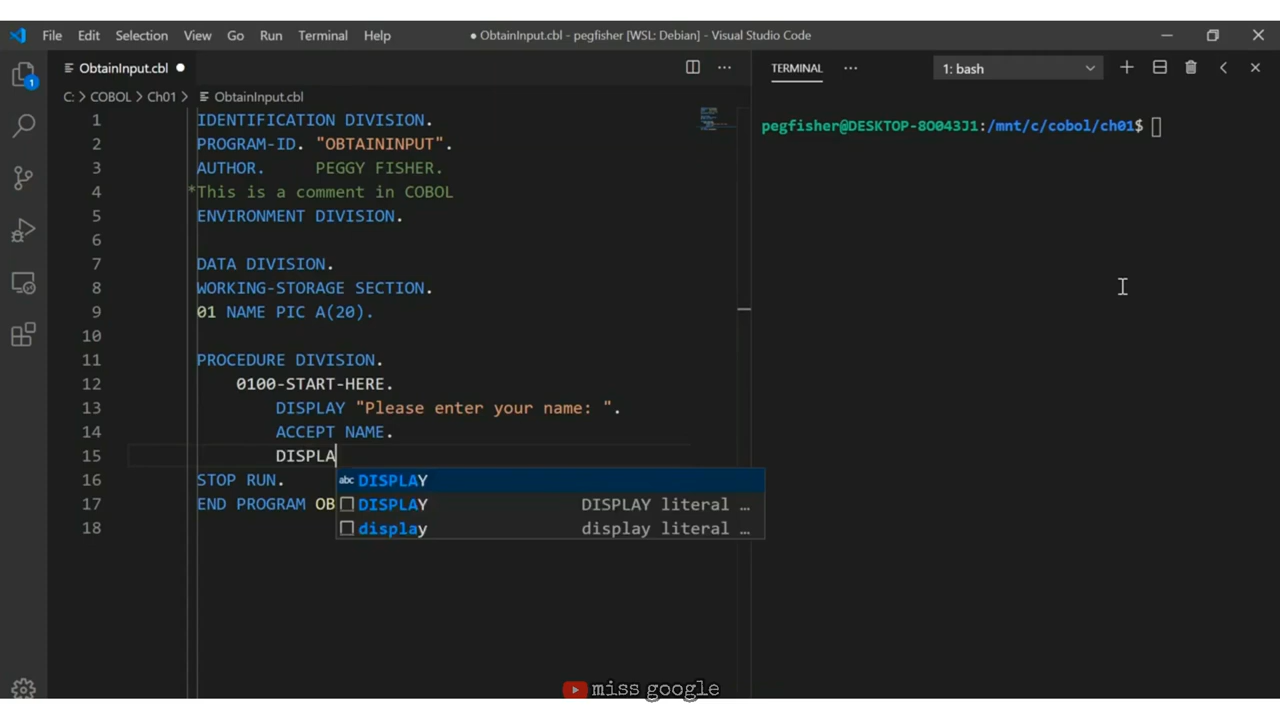 File Edit Selection View Go Run Terminal Help
● ObtainInput.cbl - pegfisher [WSL: Debian] - Visual Studio Code
ObtainInput.cbl ●
TERMINAL ···
1: bash
C: > COBOL > Ch01 > ObtainInput.cbl
1 IDENTIFICATION DIVISION.
2 PROGRAM-ID. "OBTAININPUT".
3 AUTHOR. PEGGY FISHER.
4 *This is a comment in COBOL
5 ENVIRONMENT DIVISION.
6
7 DATA DIVISION.
8 WORKING-STORAGE SECTION.
9 01 NAME PIC A(20).
10
11 PROCEDURE DIVISION.
12 0100-START-HERE.
13 DISPLAY "Please enter your name: ".
14 ACCEPT NAME.
15 DISPLA
16 STOP RUN.
17 END PROGRAM OB
18
abc DISPLAY
DISPLAY DISPLAY literal …
display display literal …
pegfisher@DESKTOP-8O043J1:/mnt/c/cobol/ch01$
1
miss google